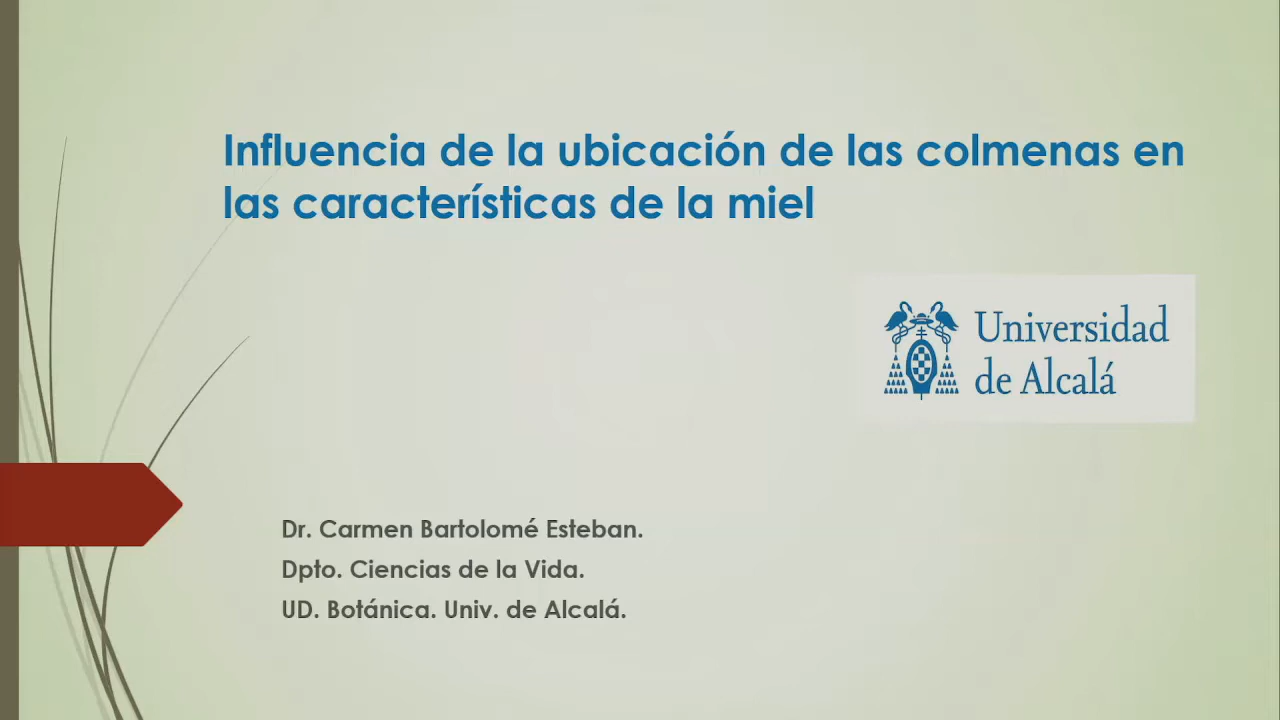 Influencia de la ubicación de las colmenas en
las características de la miel
Universidad
de Alcalá
Dr. Carmen Bartolomé Esteban.
Dpto. Ciencias de la Vida.
UD. Botánica. Univ. de Alcalá.